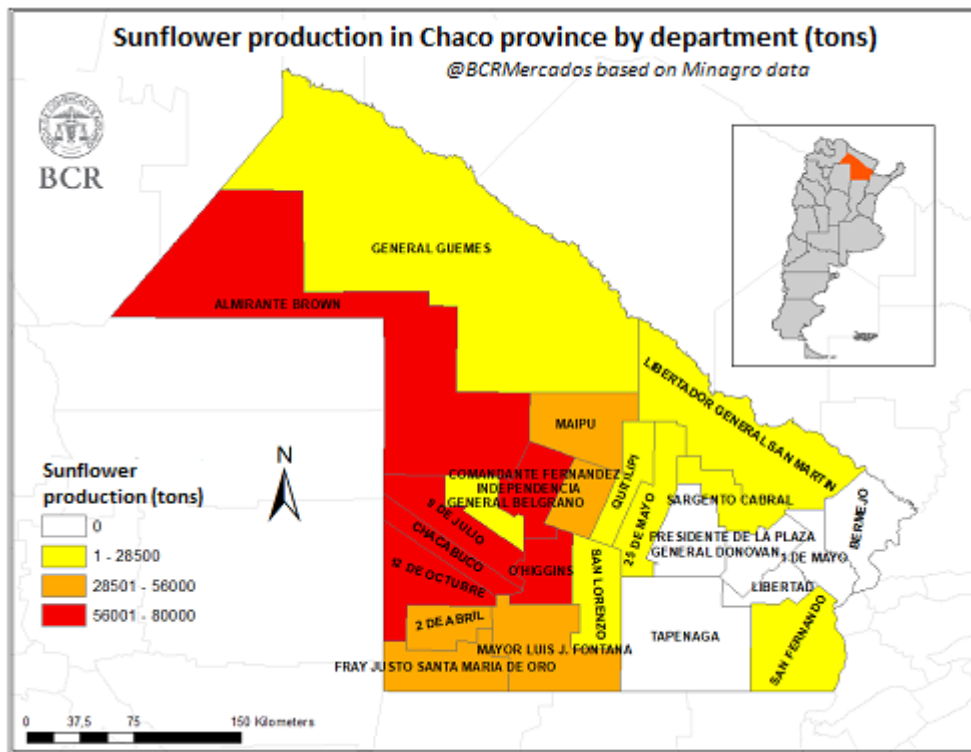 Sunflower production in Chaco province by department (tons)
@BCRMercados based on Minagro data
BCR
GENERAL GUEMES
ALMIRANTE BROWN
LIBERTADOR GENERAL SAN MARTIN
MAIPU
N
Sunflower
production (tons)
0
1 - 28500
28501 - 56000
56001 - 80000
COMANDANTE FERNANDEZ
INDEPENDENCIA
GENERAL BELGRANO
QUITILIPI
25 DE MAYO
SARGENTO CABRAL
BERMEJO
9 DE JULIO
CHACABUCO
12 DE OCTUBRE
O'HIGGINS
PRESIDENTE DE LA PLAZA
GENERAL DONOVAN
1 DE MAYO
LIBERTAD
SAN LORENZO
2 DE ABRIL
MAYOR LUIS J. FONTANA
TAPENAGA
SAN FERNANDO
FRAY JUSTO SANTA MARIA DE ORO
0 37,5 75 150 Kilometers